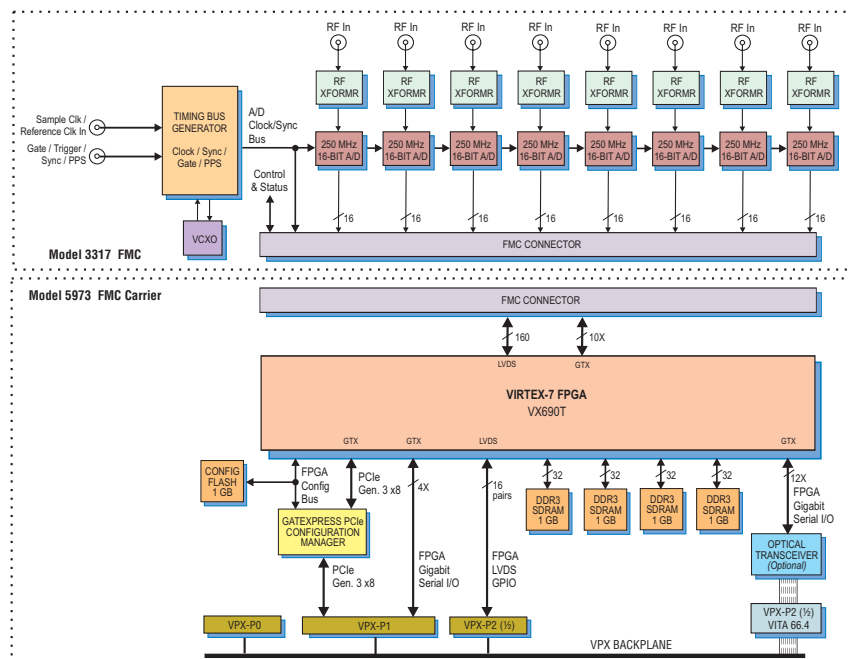 RF In RF In RF In RF In RF In RF In RF In RF In
RF XFORMR
RF XFORMR
RF XFORMR
RF XFORMR
RF XFORMR
RF XFORMR
RF XFORMR
RF XFORMR
Sample Clk /
Reference Clk In
Gate / Trigger /
Sync / PPS
TIMING BUS
GENERATOR
Clock / Sync /
Gate / PPS
A/D
Clock/Sync
Bus
250 MHz
16-BIT A/D
250 MHz
16-BIT A/D
250 MHz
16-BIT A/D
250 MHz
16-BIT A/D
250 MHz
16-BIT A/D
250 MHz
16-BIT A/D
250 MHz
16-BIT A/D
250 MHz
16-BIT A/D
Control
& Status
16 16 16 16 16 16 16 16
VCXO
FMC CONNECTOR
Model 3317 FMC
Model 5973 FMC Carrier
FMC CONNECTOR
160
10X
LVDS
GTX
VIRTEX-7 FPGA
VX690T
GTX GTX LVDS GTX
CONFIG
FLASH
1 GB
FPGA
Config
Bus
PCIe
Gen. 3 x8
4X
16
pairs
32 32 32 32
12X
FPGA
Gigabit
Serial I/O
DDR3
SDRAM
1 GB
DDR3
SDRAM
1 GB
DDR3
SDRAM
1 GB
DDR3
SDRAM
1 GB
GATEXPRESS PCIe
CONFIGURATION
MANAGER
OPTICAL
TRANSCEIVER
(Optional)
PCIe
Gen. 3 x8
FPGA
Gigabit
Serial I/O
FPGA
LVDS
GPIO
VPX-P0
VPX-P1
VPX-P2 (½)
VPX-P2 (½)
VITA 66.4
VPX BACKPLANE